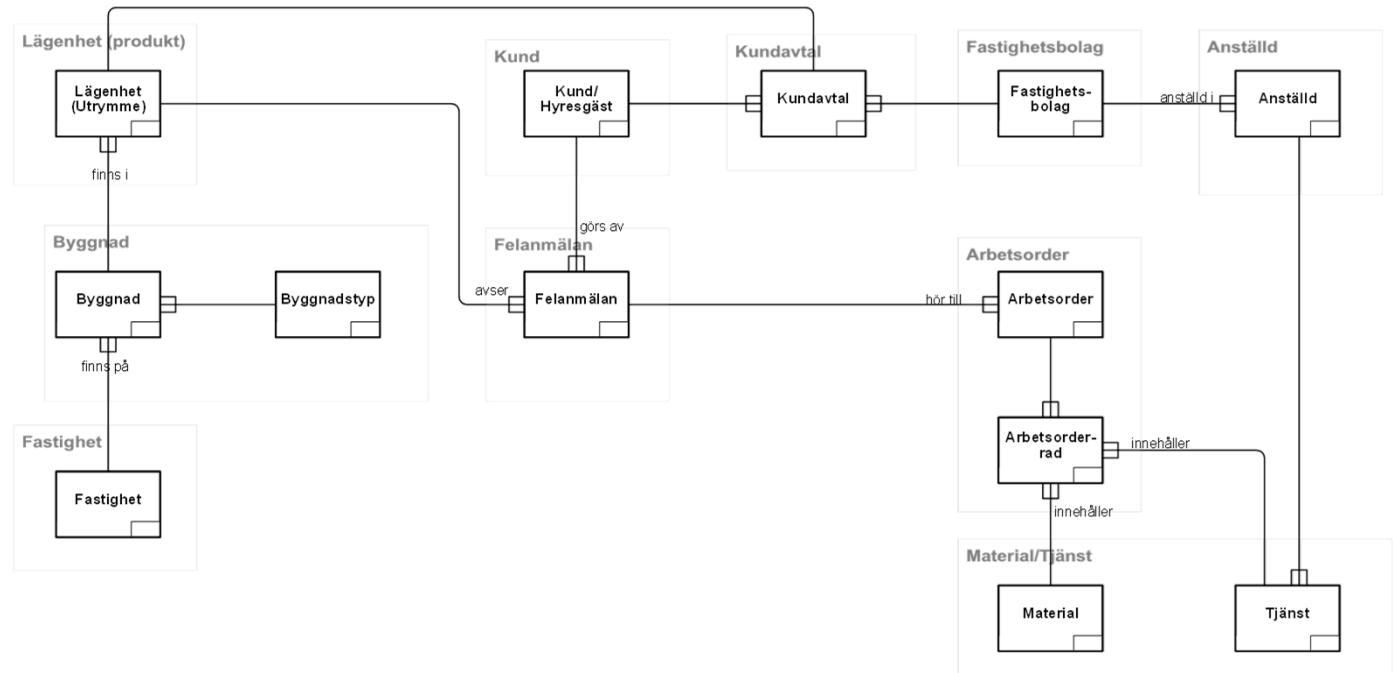 Lägenhet (produkt)
Lägenhet
(Utrymme)
finns i
Kund
Kund/
Hyresgäst
Kundavtal
Kundavtal
Fastighetsbolag
Fastighets-
bolag
anställd i
Anställd
Anställd
Byggnad
Byggnad
Byggnadstyp
finns på
görs av
Felanmälan
avser
Felanmälan
hör till
Arbetsorder
Arbetsorder
Arbetsorder-
rad
innehåller
innehåller
Fastighet
Fastighet
Material/Tjänst
Material
Tjänst